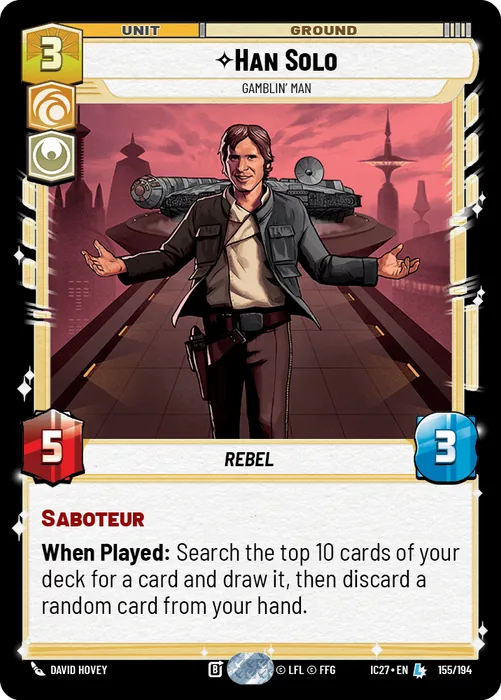 3
UNIT
GROUND
HAN SOLO
GAMBLIN' MAN
5
REBEL
3
SABOTEUR
When Played: Search the top 10 cards of your
deck for a card and draw it, then discard a
random card from your hand.
DAVID HOVEY
B
© LFL © FFG
IC27 • EN
L
155/194